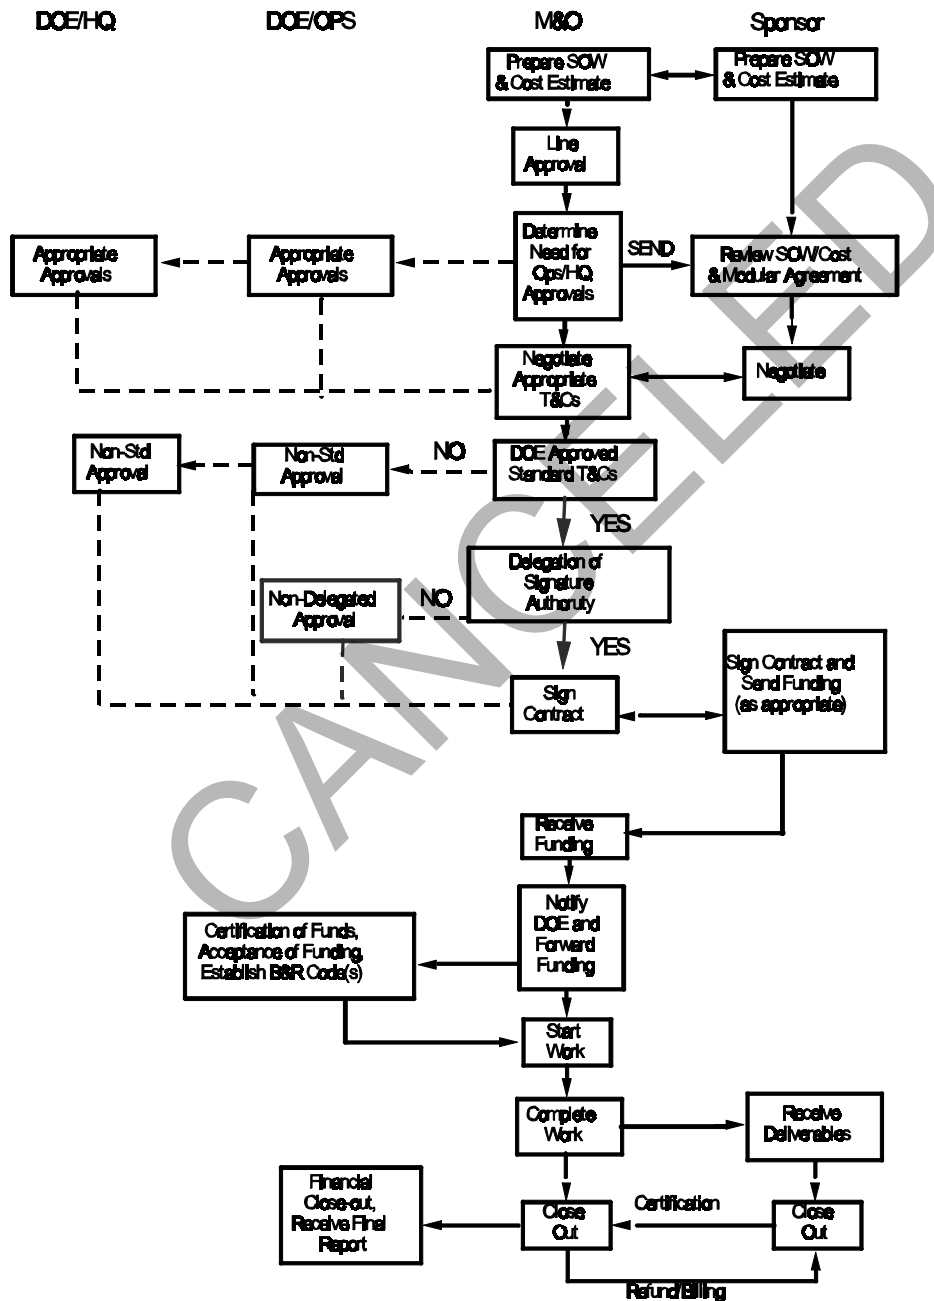 DOE/HQ
DOE/OPS
M&O
Sponsor
Prepare SOW
& Cost Estimate
Prepare SOW
& Cost Estimate
Line
Approval
Determine
Need for
Ops/HQ
Approvals
SEND
Review SOW/Cost
& Modular Agreement
Appropriate
Approvals
Appropriate
Approvals
Negotiate
Appropriate
T&Cs
Negotiate
Non-Std
Approval
Non-Std
Approval
NO
DOE Approved
Standard T&Cs
YES
Delegation of
Signature
Authoruty
Non-Delegated
Approval
NO
YES
Sign
Contract
Sign Contract and
Send Funding
(as appropriate)
Receive
Funding
Notify
DOE and
Forward
Funding
Certification of Funds,
Acceptance of Funding,
Establish B&R Code(s)
Start
Work
Complete
Work
Receive
Deliverables
Financial
Close-out,
Receive Final
Report
Close
Out
Certification
Close
Out
Refund/Billing
CANCELED